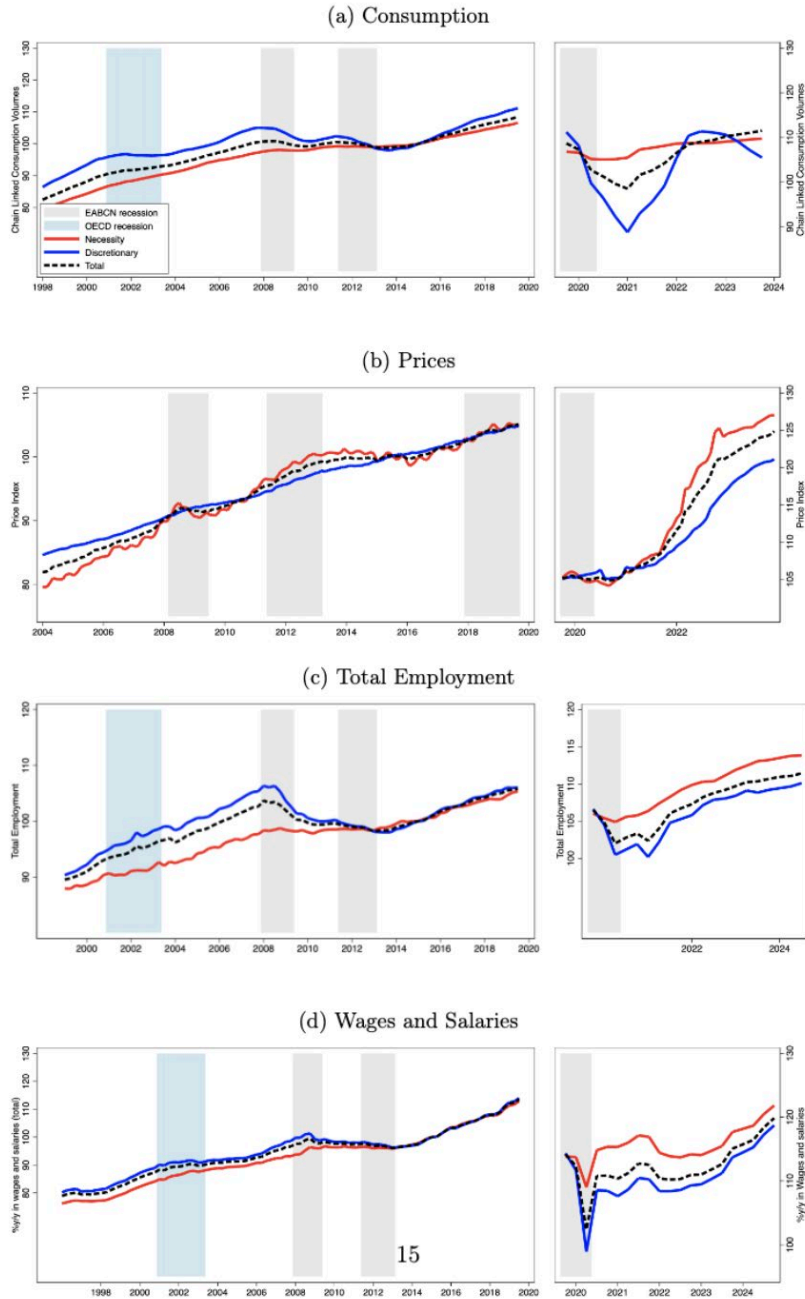 (a) Consumption
Chain Linked Consumption Volumes
130
120
110
100
90
80
EABCN recession
OECD recession
Necessity
Discretionary
Total
1998 2000 2002 2004 2006 2008 2010 2012 2014 2016 2018 2020
130
120
110
100
90
Chain Linked Consumption Volumes
2020 2021 2022 2023 2024
(b) Prices
Price Index
110
100
90
80
2004 2006 2008 2010 2012 2014 2016 2018 2020
130
125
120
115
110
105
Price Index
2020 2022
(c) Total Employment
Total Employment
120
110
100
90
2000 2002 2004 2006 2008 2010 2012 2014 2016 2018 2020
Total Employment
120
115
110
105
100
2022 2024
(d) Wages and Salaries
%y/y in wages and salaries (total)
130
120
110
100
90
80
1998 2000 2002 2004 2006 2008 2010 2012 2014 2016 2018 2020
130
120
110
100
%y/y in Wages and salaries
2020 2021 2022 2023 2024
15